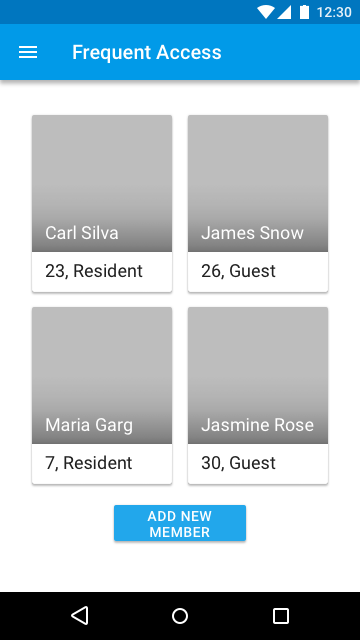 12:30
Frequent Access
Carl Silva
23, Resident
James Snow
26, Guest
Maria Garg
7, Resident
Jasmine Rose
30, Guest
ADD NEW
MEMBER